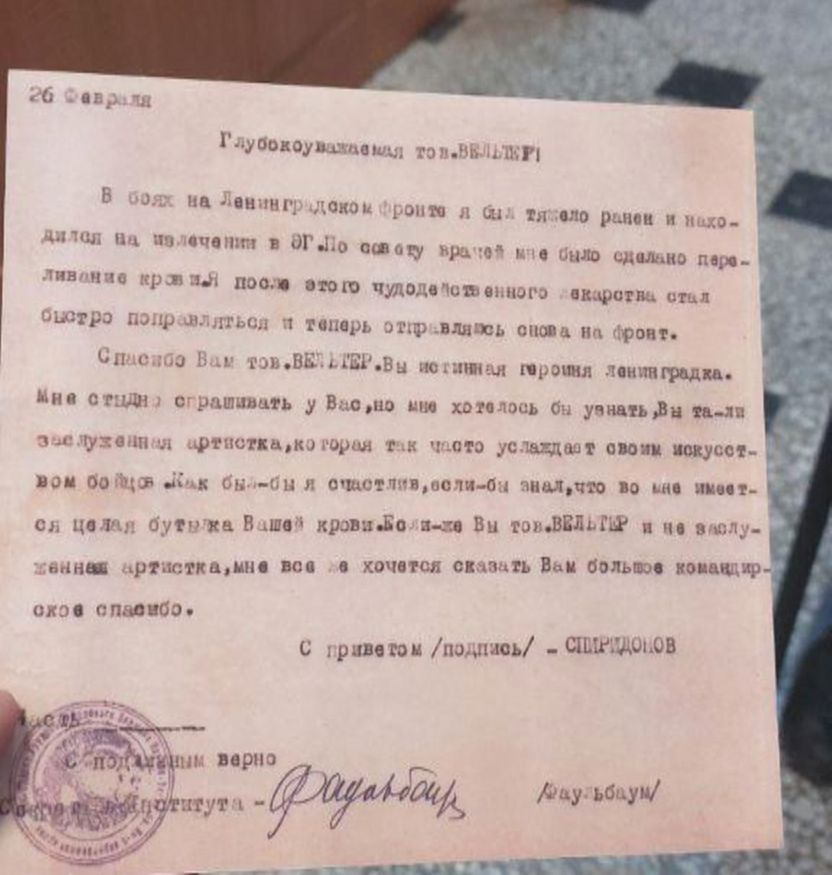 26 Февраля
Глубокоуважаемая тов.ВЕЛЬТЕР!
В боях на Ленинградском фронте я был тяжело ранен и нахо-
дился на излечении в ЭГ.По совету врачей мне было сделано пере-
ливание крови.Я после этого чудодейственного лекарства стал
быстро поправляться и теперь отправляюсь снова на фронт.
Спасибо Вам тов.ВЕЛЬТЕР.Вы истинная героиня ленинградка.
Мне стыдно спрашивать у Вас,но мне хотелось бы узнать,Вы та-ли
заслуженная артистка,которая так часто услаждает своим искусст-
вом бойцов.Как был-бы я счастлив,если-бы знал,что во мне имеет-
ся целая бутылка Вашей крови.Если-же Вы тов.ВЕЛЬТЕР и не заслу-
женная артистка,мне все же хочется сказать Вам большое командир-
ское спасибо.
С приветом /подпись/ - СПИРИДОНОВ
Часть
С подлинным верно
Секретарь института - /Фаульбаум/